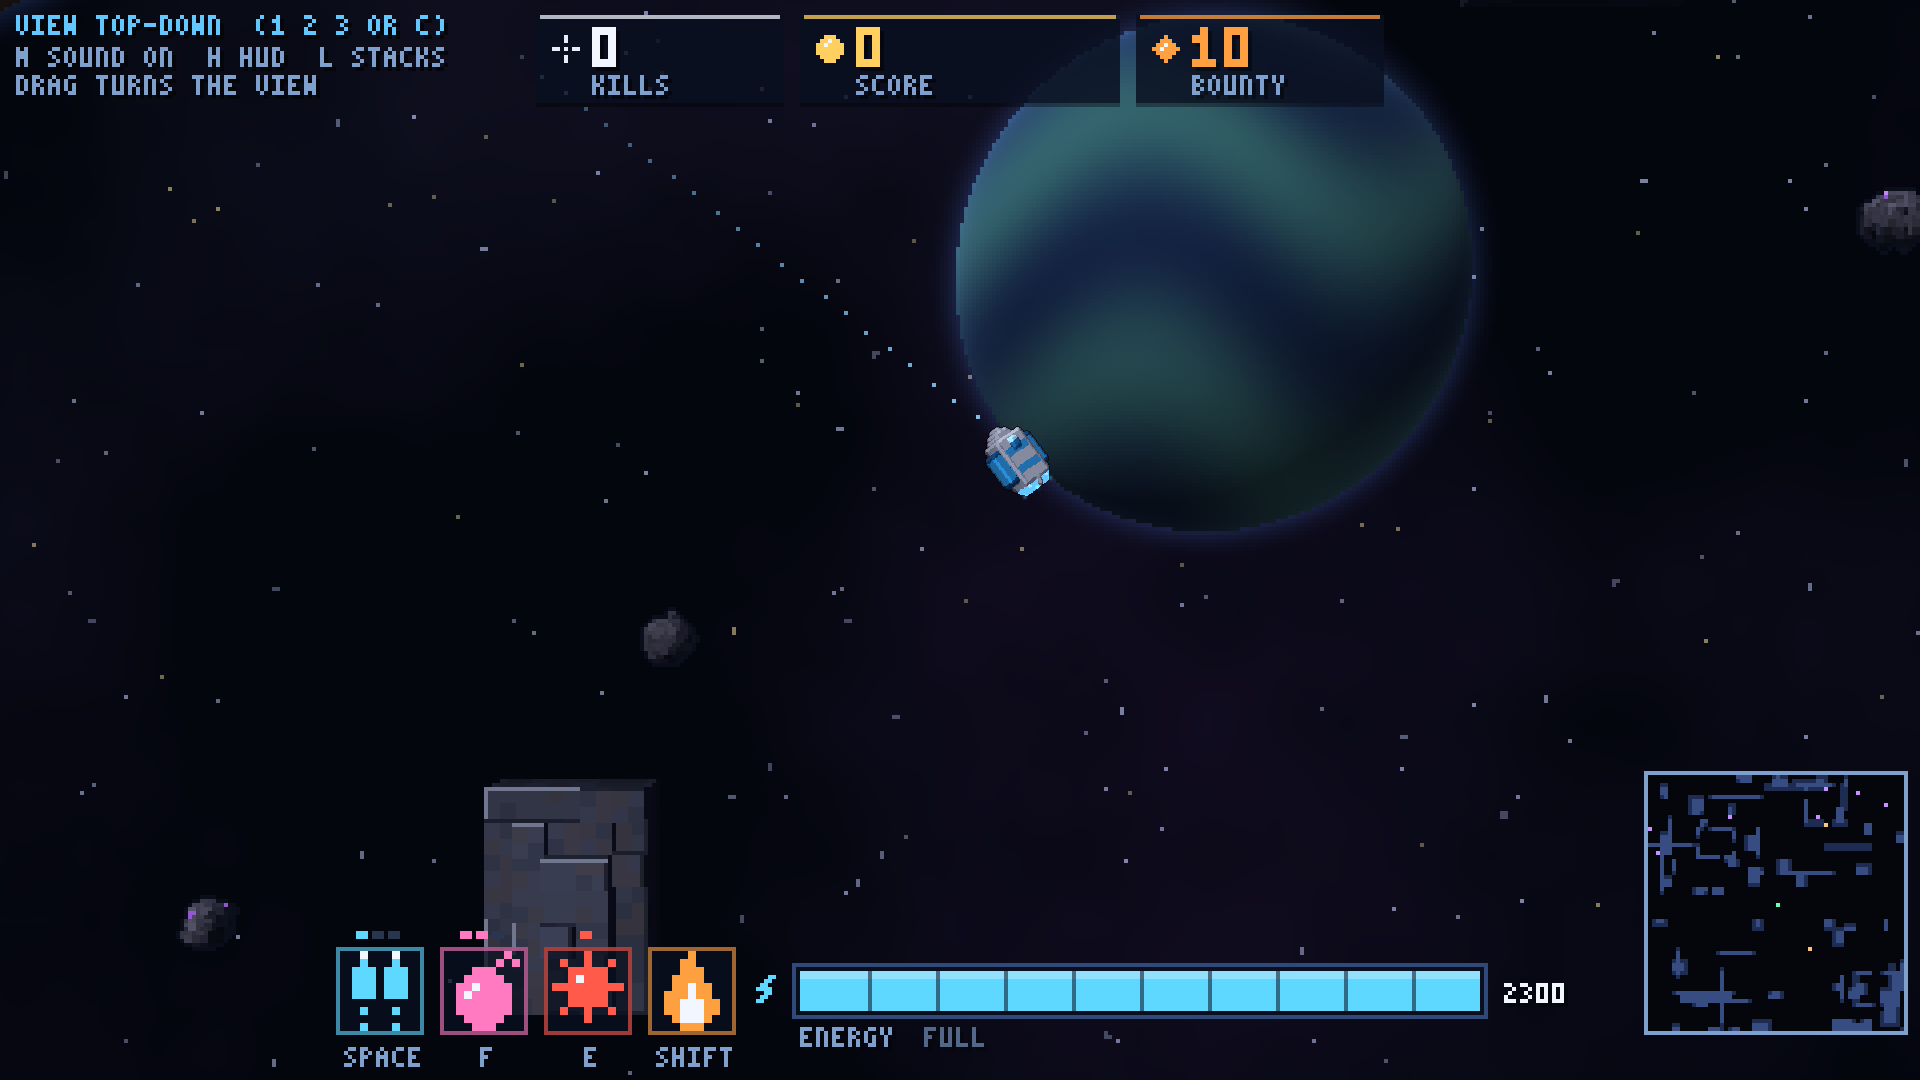 VIEW TOP-DOWN (1 2 3 OR C)
M SOUND ON H HUD L STACKS
DRAG TURNS THE VIEW
0
KILLS
0
SCORE
10
BOUNTY
SPACE
F
E
SHIFT
2300
ENERGY FULL